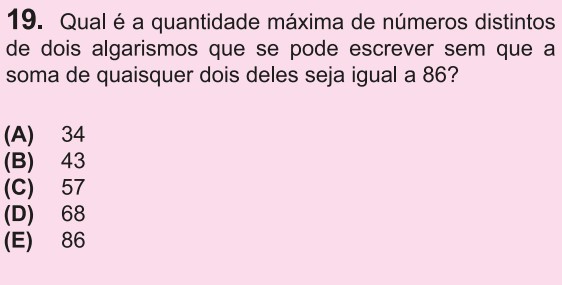 19. Qual é a quantidade máxima de números distintos
de dois algarismos que se pode escrever sem que a
soma de quaisquer dois deles seja igual a 86?
(A) 34
(B) 43
(C) 57
(D) 68
(E) 86